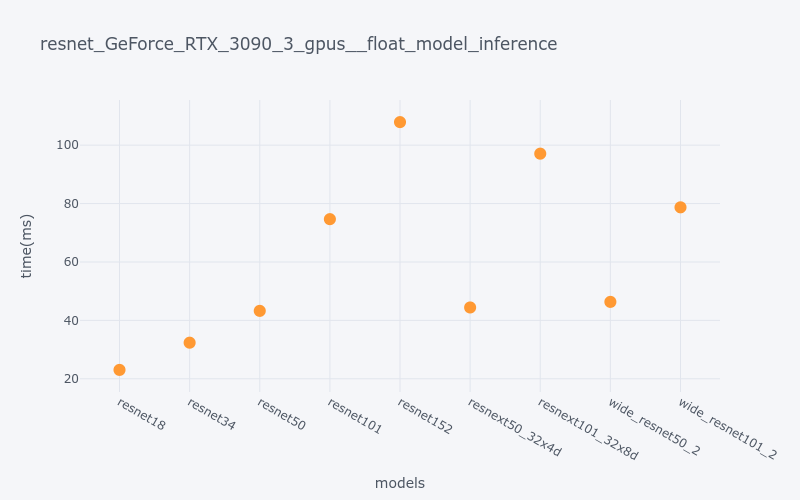 resnet_GeForce_RTX_3090_3_gpus__float_model_inference
time(ms)
100
80
60
40
20
resnet18
resnet34
resnet50
resnet101
resnet152
resnext50_32x4d
resnext101_32x8d
wide_resnet50_2
wide_resnet101_2
models